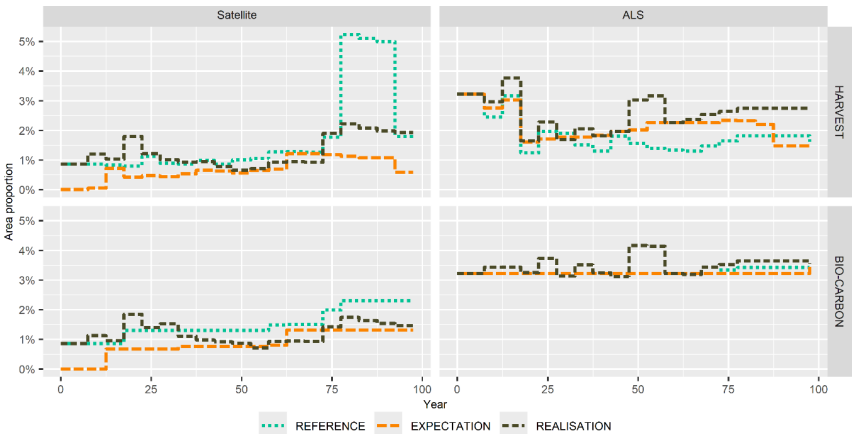 Satellite
ALS
5%
4%
3%
2%
1%
0%
HARVEST
5%
4%
3%
2%
1%
0%
BIO-CARBON
Area proportion
0
25
50
75
100
0
25
50
75
100
Year
REFERENCE
EXPECTATION
REALISATION